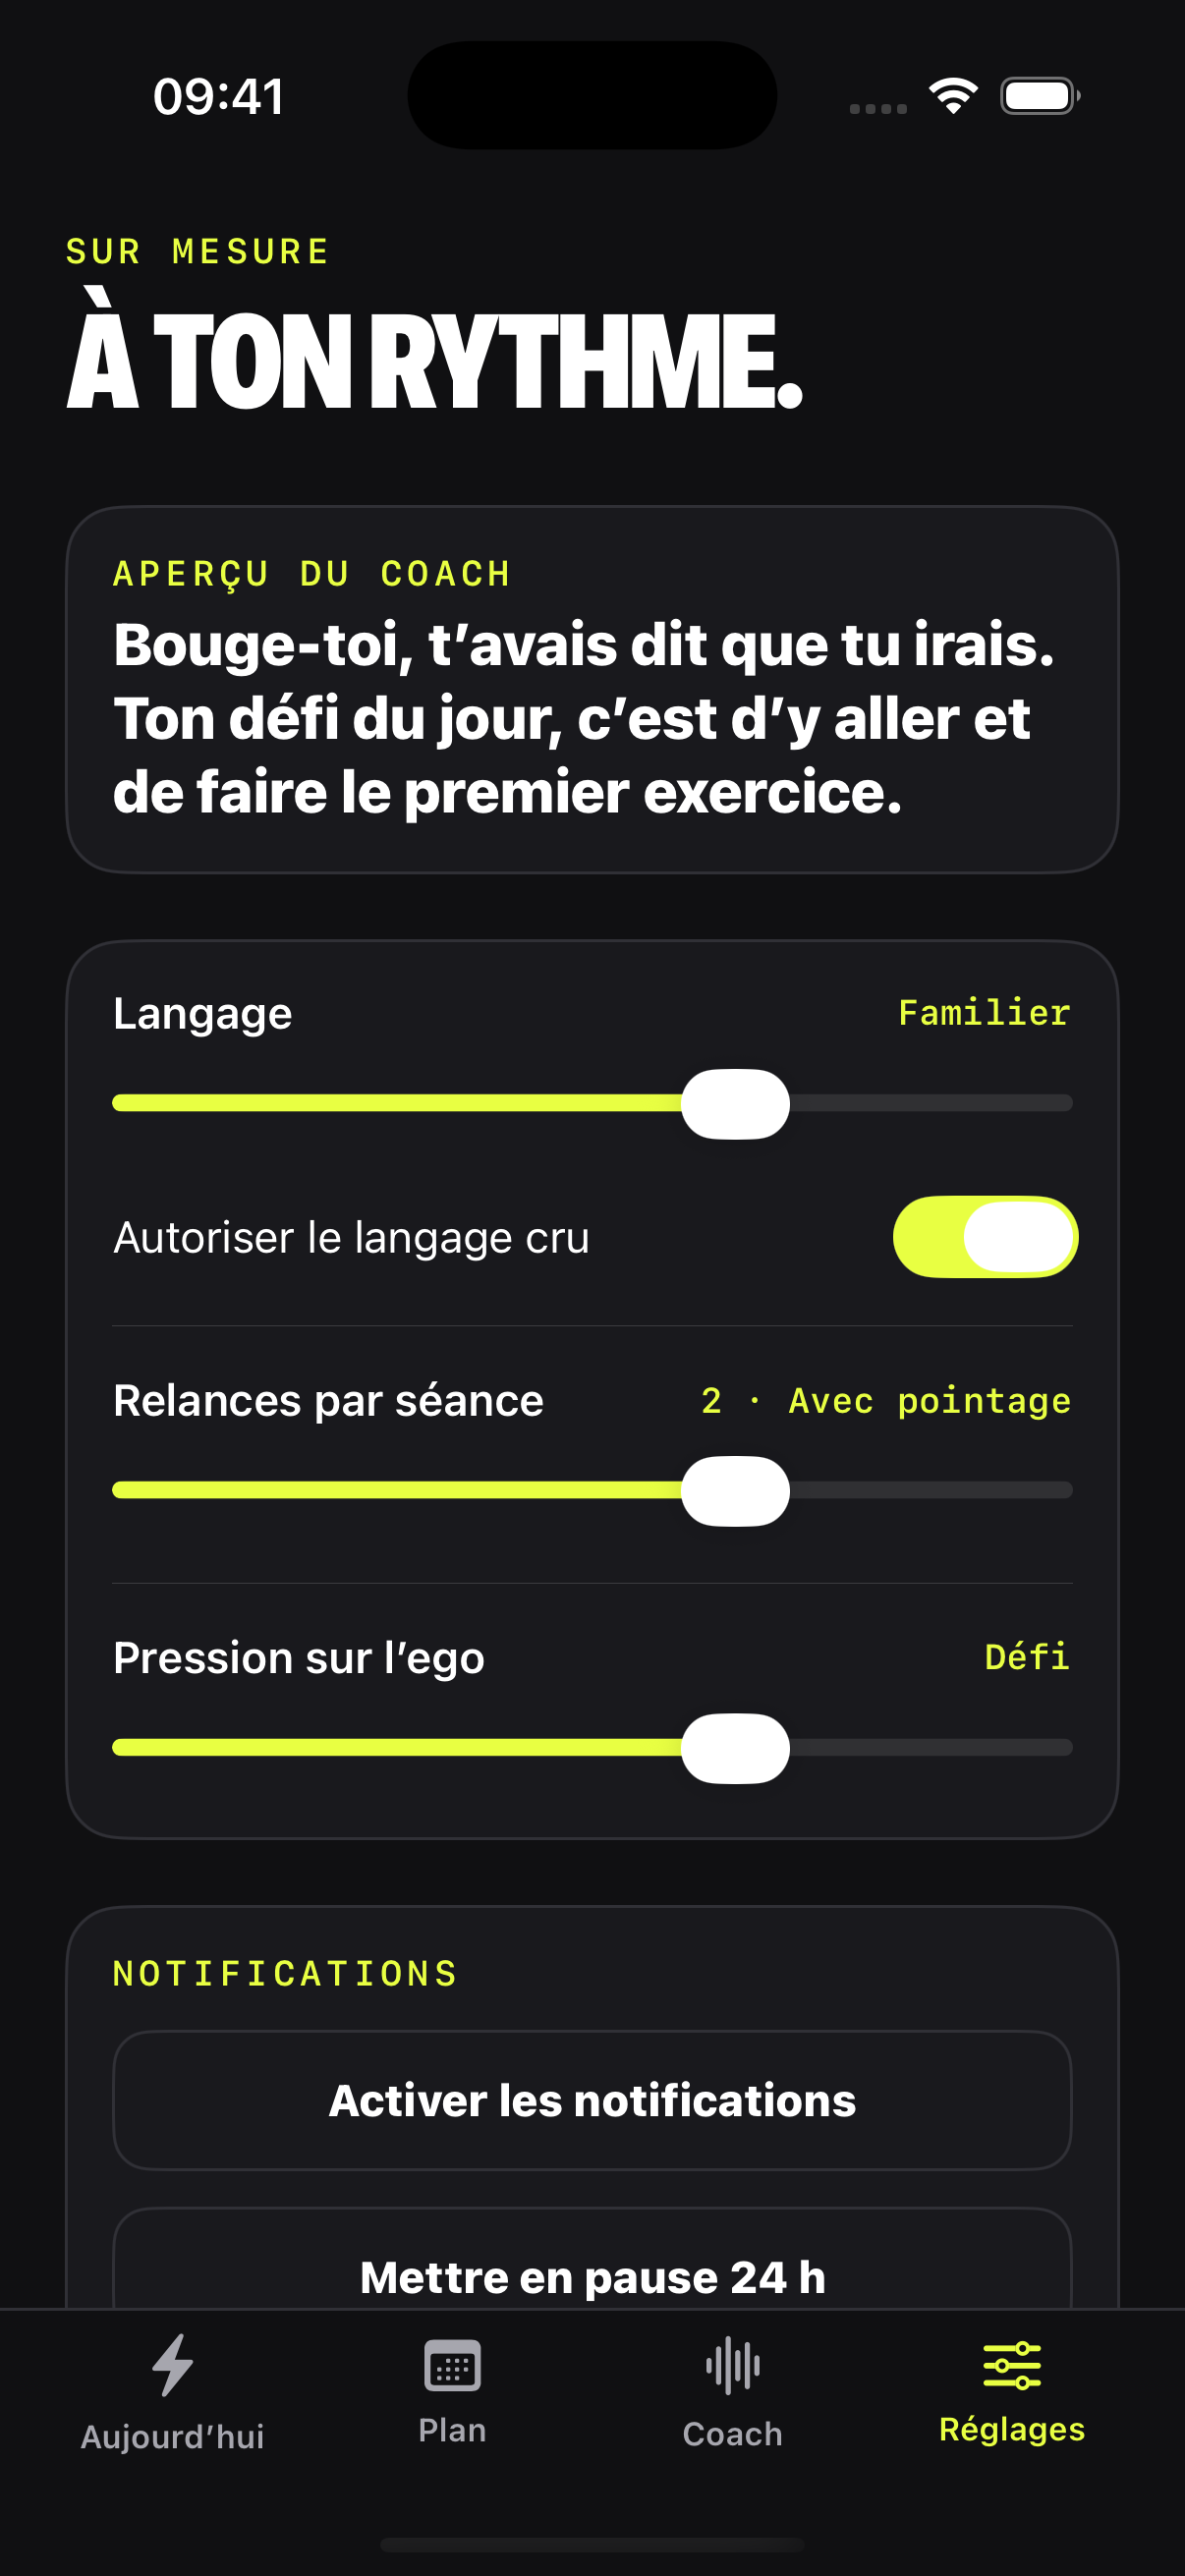 09:41
SUR MESURE
À TON RYTHME.
APERÇU DU COACH
Bouge-toi, t’avais dit que tu irais.
Ton défi du jour, c’est d’y aller et
de faire le premier exercice.
Langage Familier
Autoriser le langage cru
Relances par séance 2 · Avec pointage
Pression sur l’ego Défi
NOTIFICATIONS
Activer les notifications
Mettre en pause 24 h
Aujourd’hui Plan Coach Réglages